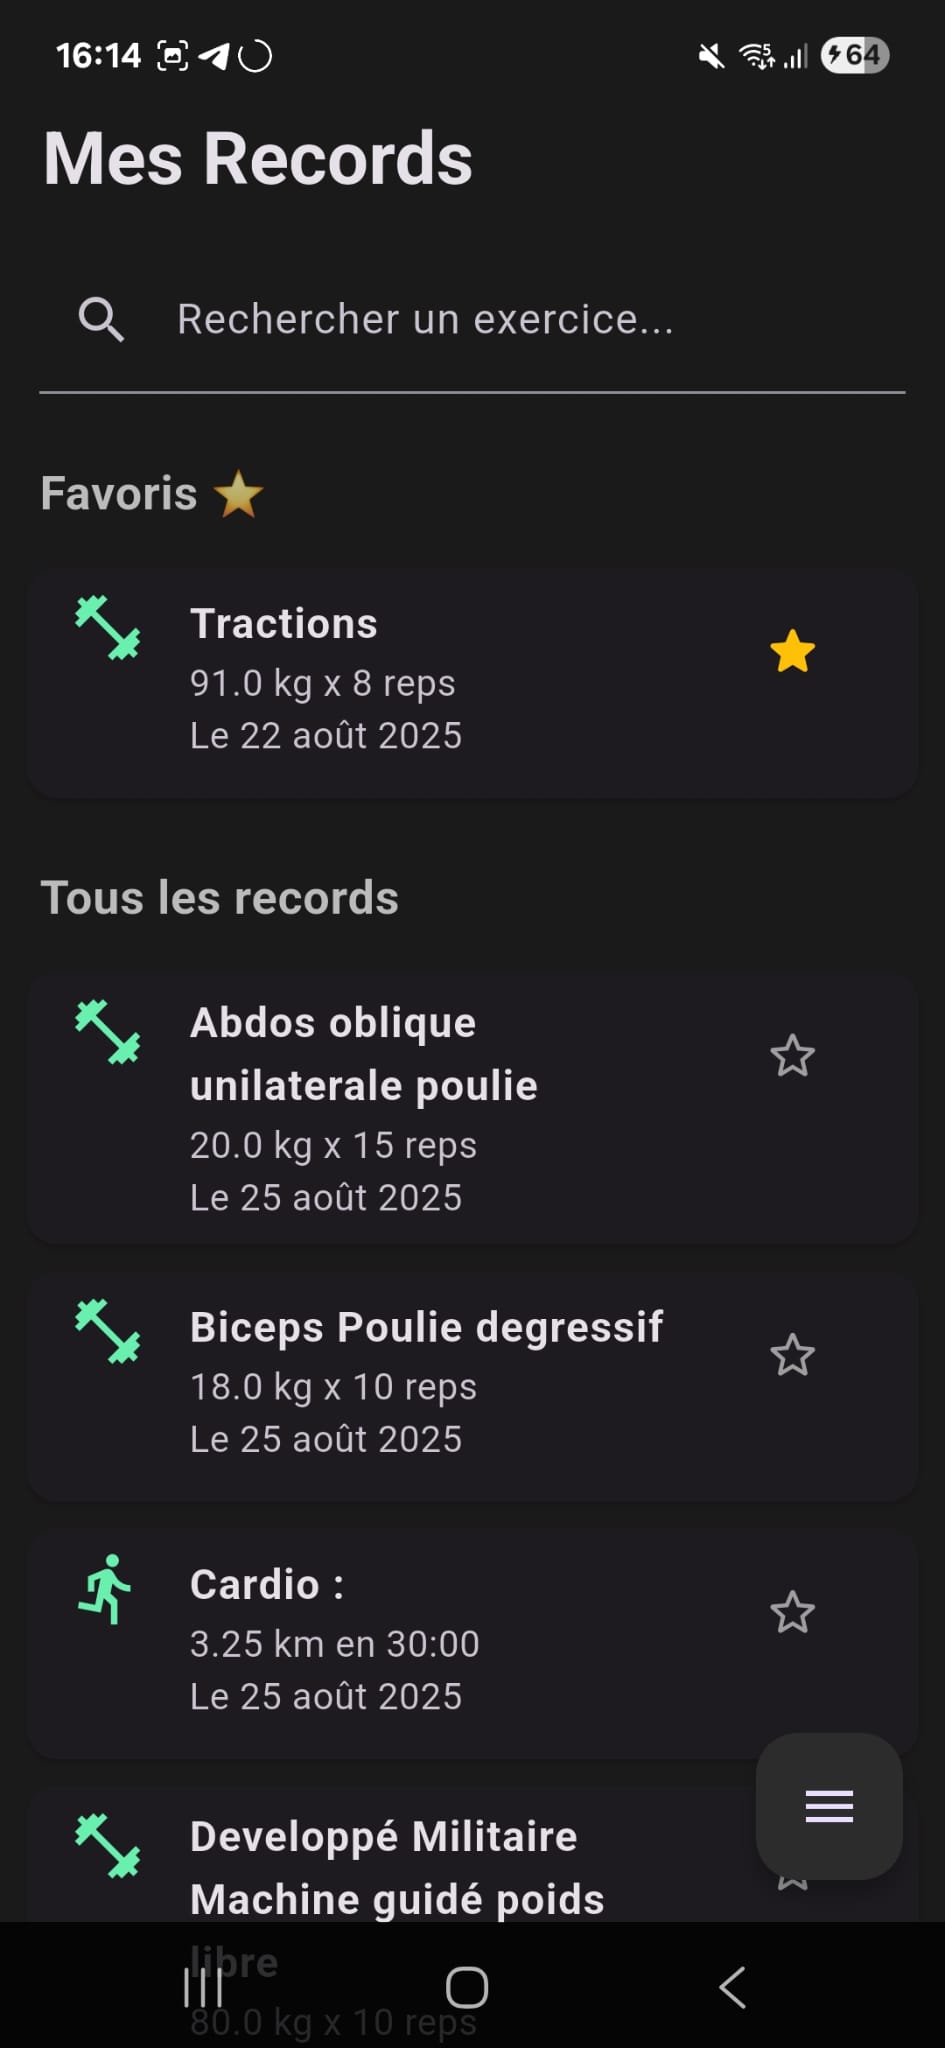 16:14
5
64
Mes Records
Rechercher un exercice...
Favoris
Tractions
91.0 kg x 8 reps
Le 22 août 2025
Tous les records
Abdos oblique
unilaterale poulie
20.0 kg x 15 reps
Le 25 août 2025
Biceps Poulie degressif
18.0 kg x 10 reps
Le 25 août 2025
Cardio :
3.25 km en 30:00
Le 25 août 2025
Developpé Militaire
Machine guidé poids
libre
80.0 kg x 10 reps